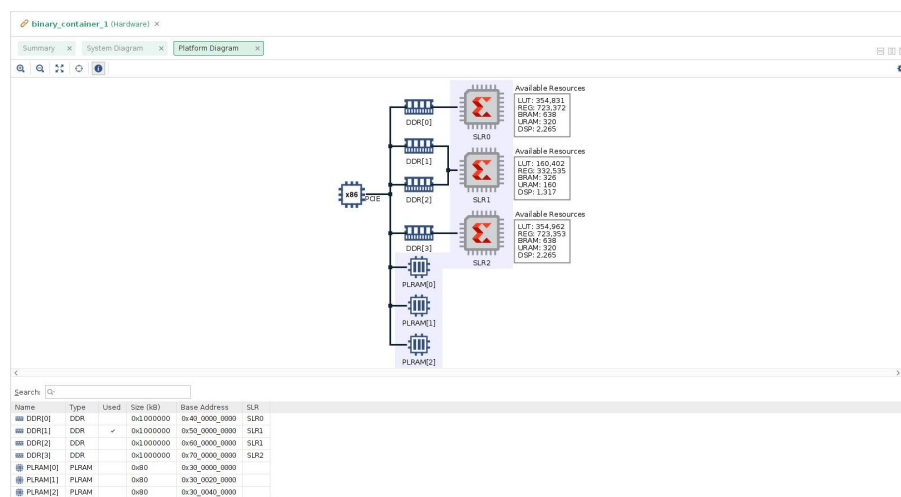 binary_container_1 (Hardware) ×
Summary × System Diagram × Platform Diagram ×
Available Resources
LUT: 354,831
REG: 723,372
BRAM: 638
URAM: 320
DSP: 2,265
DDR[0]
SLR0
Available Resources
LUT: 160,402
REG: 332,535
BRAM: 326
URAM: 160
DSP: 1,317
DDR[1]
x86
PCIE
DDR[2]
SLR1
Available Resources
LUT: 354,962
REG: 723,353
BRAM: 638
URAM: 320
DSP: 2,265
DDR[3]
SLR2
PLRAM[0]
PLRAM[1]
PLRAM[2]
Search:
Name Type Used Size (kB) Base Address SLR
DDR[0] DDR 0x1000000 0x40_0000_0000 SLR0
DDR[1] DDR ✓ 0x1000000 0x50_0000_0000 SLR1
DDR[2] DDR 0x1000000 0x60_0000_0000 SLR1
DDR[3] DDR 0x1000000 0x70_0000_0000 SLR2
PLRAM[0] PLRAM 0x80 0x30_0000_0000
PLRAM[1] PLRAM 0x80 0x30_0020_0000
PLRAM[2] PLRAM 0x80 0x30_0040_0000